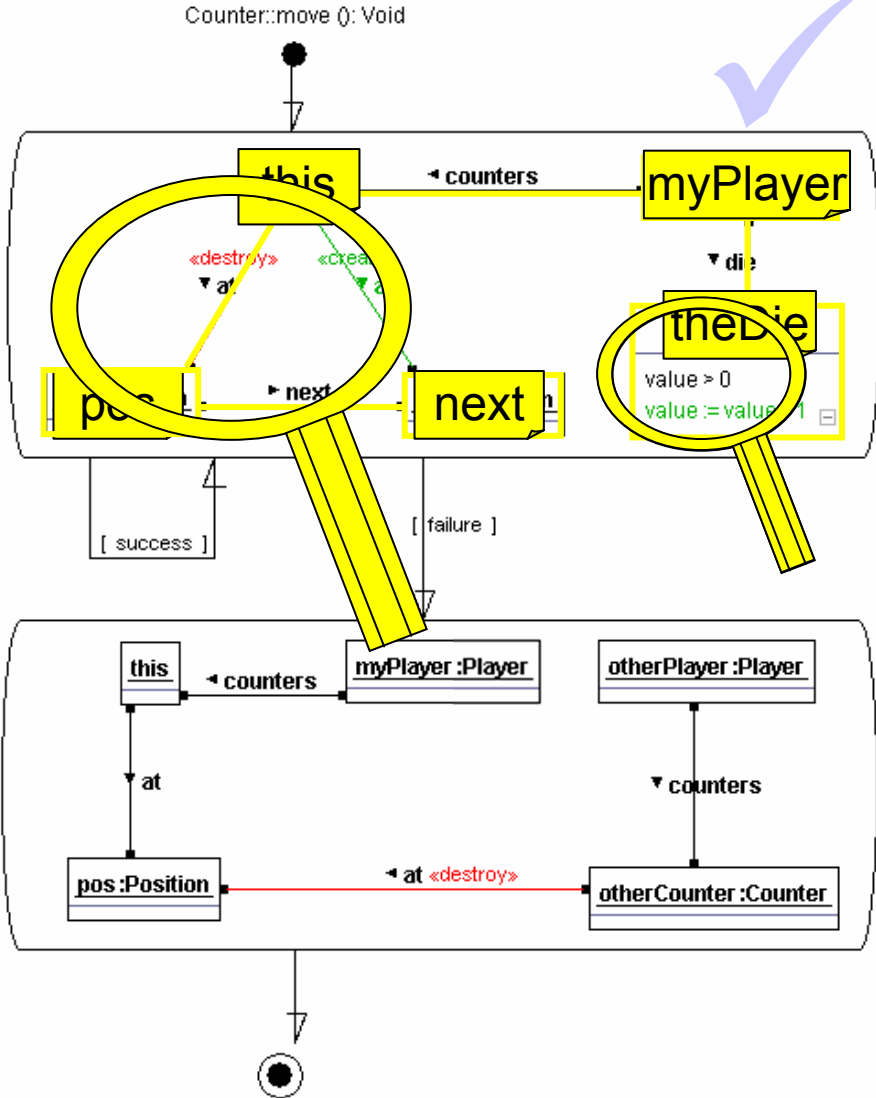 Counter::move (): Void
this
counters
myPlayer
«destroy»
at
die
theDie
value > 0
pos
next
next
[ success ]
[ failure ]
this
counters
myPlayer :Player
otherPlayer :Player
at
counters
pos :Position
at «destroy»
otherCounter :Counter